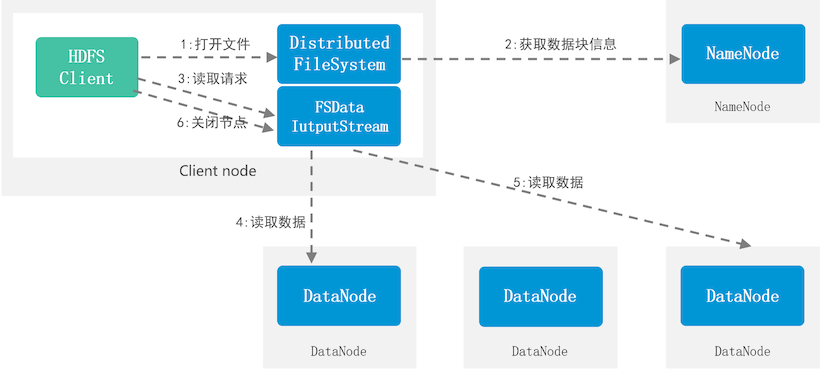 HDFS
Client
1:打开文件
Distributed
FileSystem
2:获取数据块信息
NameNode
NameNode
3:读取请求
FSData
IutputStream
6:关闭节点
Client node
5:读取数据
4:读取数据
DataNode
DataNode
DataNode
DataNode
DataNode
DataNode